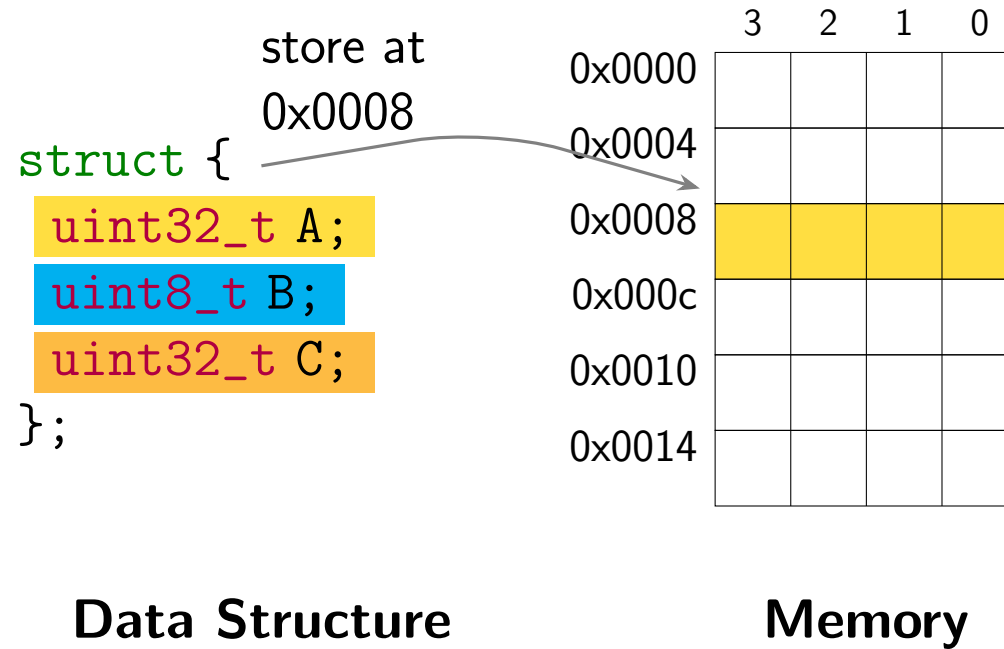 store at
0x0008
struct {
uint32_t A;
uint8_t B;
uint32_t C;
};
Data Structure
3 2 1 0
0x0000
0x0004
0x0008
0x000c
0x0010
0x0014
Memory